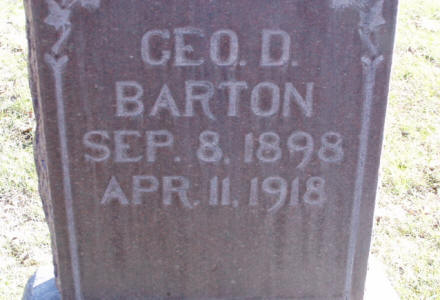 GEO. D.
BARTON
SEP. 8, 1898
APR. 11, 1918